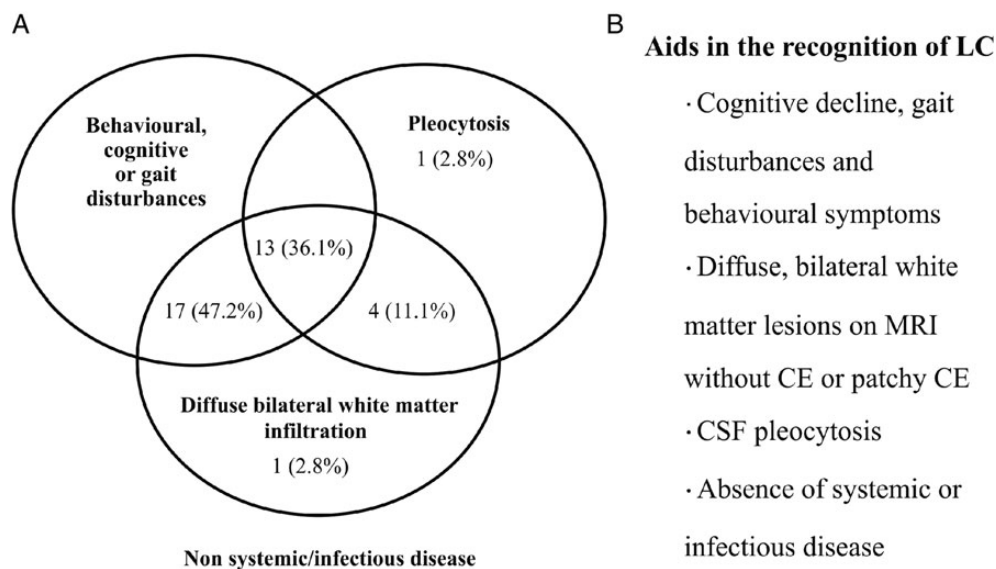 A
Behavioural,
cognitive
or gait
disturbances
Pleocytosis
1 (2.8%)
13 (36.1%)
17 (47.2%)
4 (11.1%)
Diffuse bilateral white matter
infiltration
1 (2.8%)
Non systemic/infectious disease
B
Aids in the recognition of LC
· Cognitive decline, gait
disturbances and
behavioural symptoms
· Diffuse, bilateral white
matter lesions on MRI
without CE or patchy CE
· CSF pleocytosis
· Absence of systemic or
infectious disease